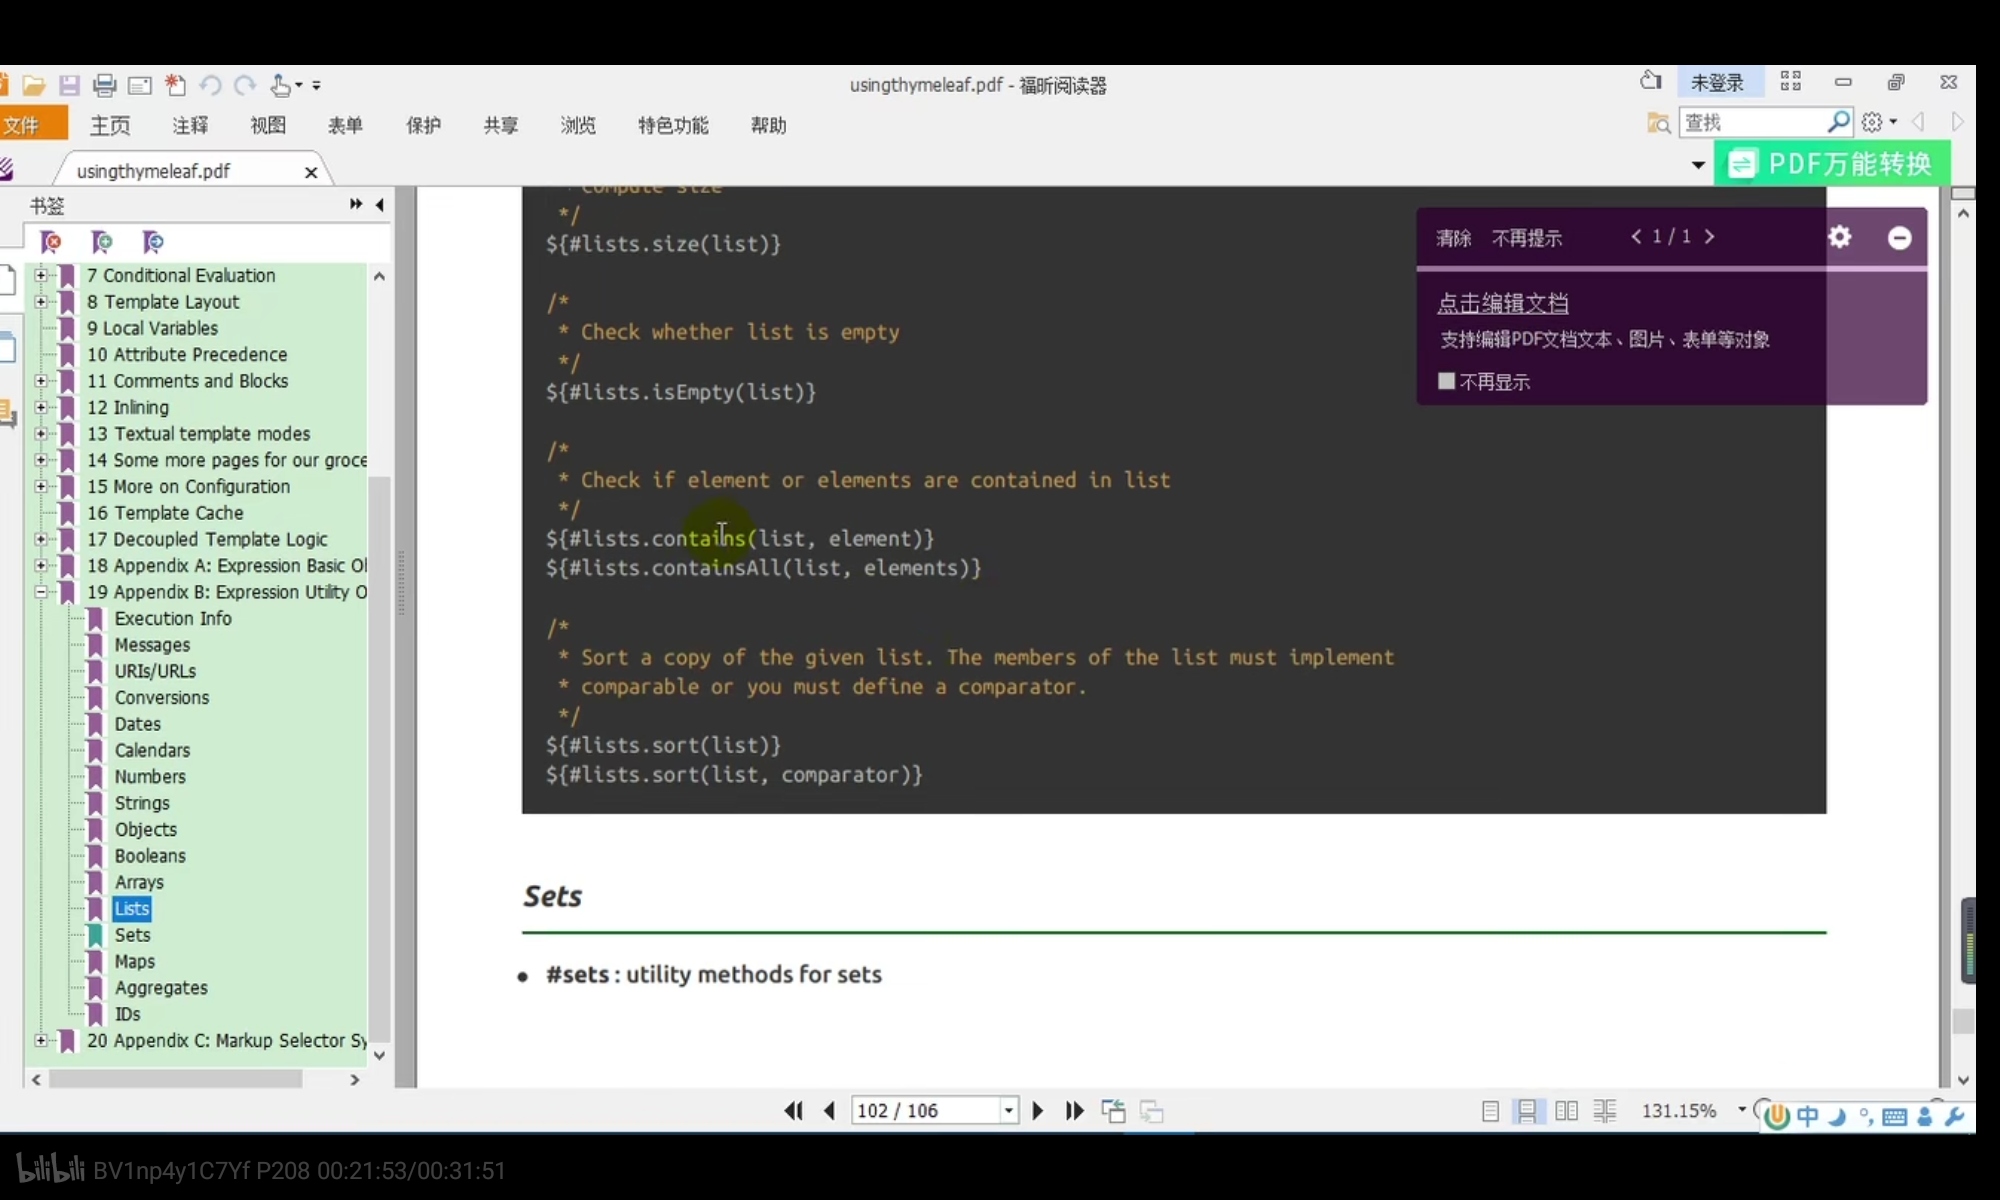 usingthymeleaf.pdf - 福昕阅读器
未登录
文件 主页 注释 视图 表单 保护 共享 浏览 特色功能 帮助
查找
usingthymeleaf.pdf
PDF万能转换
书签
7 Conditional Evaluation
8 Template Layout
9 Local Variables
10 Attribute Precedence
11 Comments and Blocks
12 Inlining
13 Textual template modes
14 Some more pages for our groce
15 More on Configuration
16 Template Cache
17 Decoupled Template Logic
18 Appendix A: Expression Basic Ol
19 Appendix B: Expression Utility O
Execution Info
Messages
URIs/URLs
Conversions
Dates
Calendars
Numbers
Strings
Objects
Booleans
Arrays
Lists
Sets
Maps
Aggregates
IDs
20 Appendix C: Markup Selector Sy
* Compute size
*/
${#lists.size(list)}
/*
* Check whether list is empty
*/
${#lists.isEmpty(list)}
/*
* Check if element or elements are contained in list
*/
${#lists.contains(list, element)}
${#lists.containsAll(list, elements)}
/*
* Sort a copy of the given list. The members of the list must implement
* comparable or you must define a comparator.
*/
${#lists.sort(list)}
${#lists.sort(list, comparator)}
清除 不再提示 < 1 / 1 >
点击编辑文档
支持编辑PDF文档文本、图片、表单等对象
不再显示
Sets
• #sets : utility methods for sets
102 / 106
131.15%
中
bilibili BV1np4y1C7Yf P208 00:21:53/00:31:51